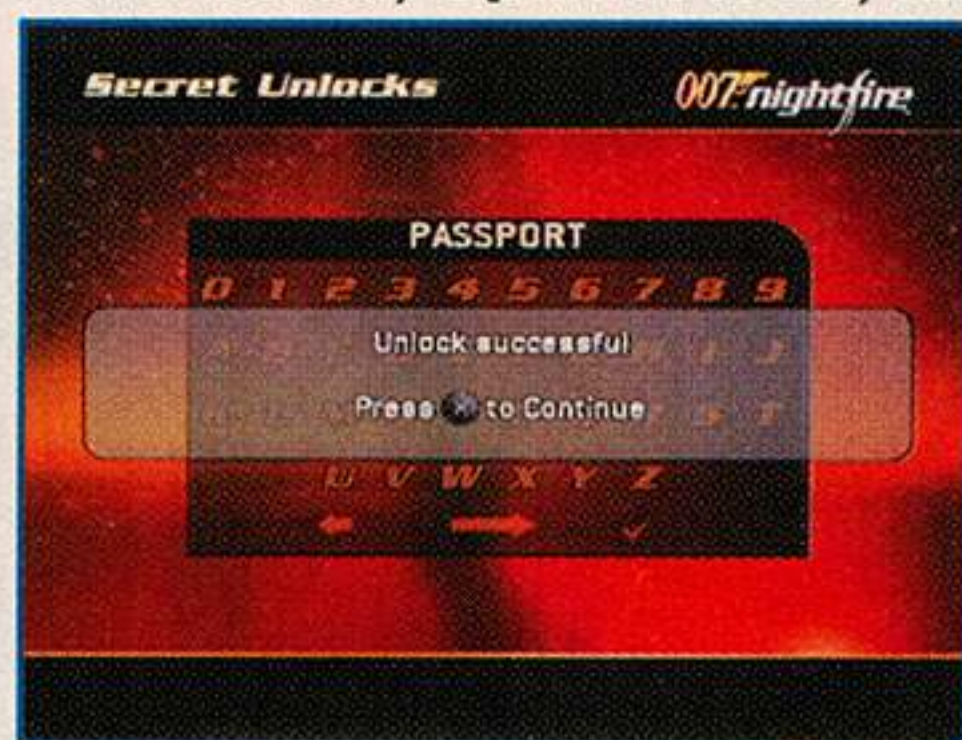 Secret Unlocks
007 nightfire
PASSPORT
0 1 2 3 4 5 6 7 8 9
Unlock successful
Press X to Continue
U V W X Y Z